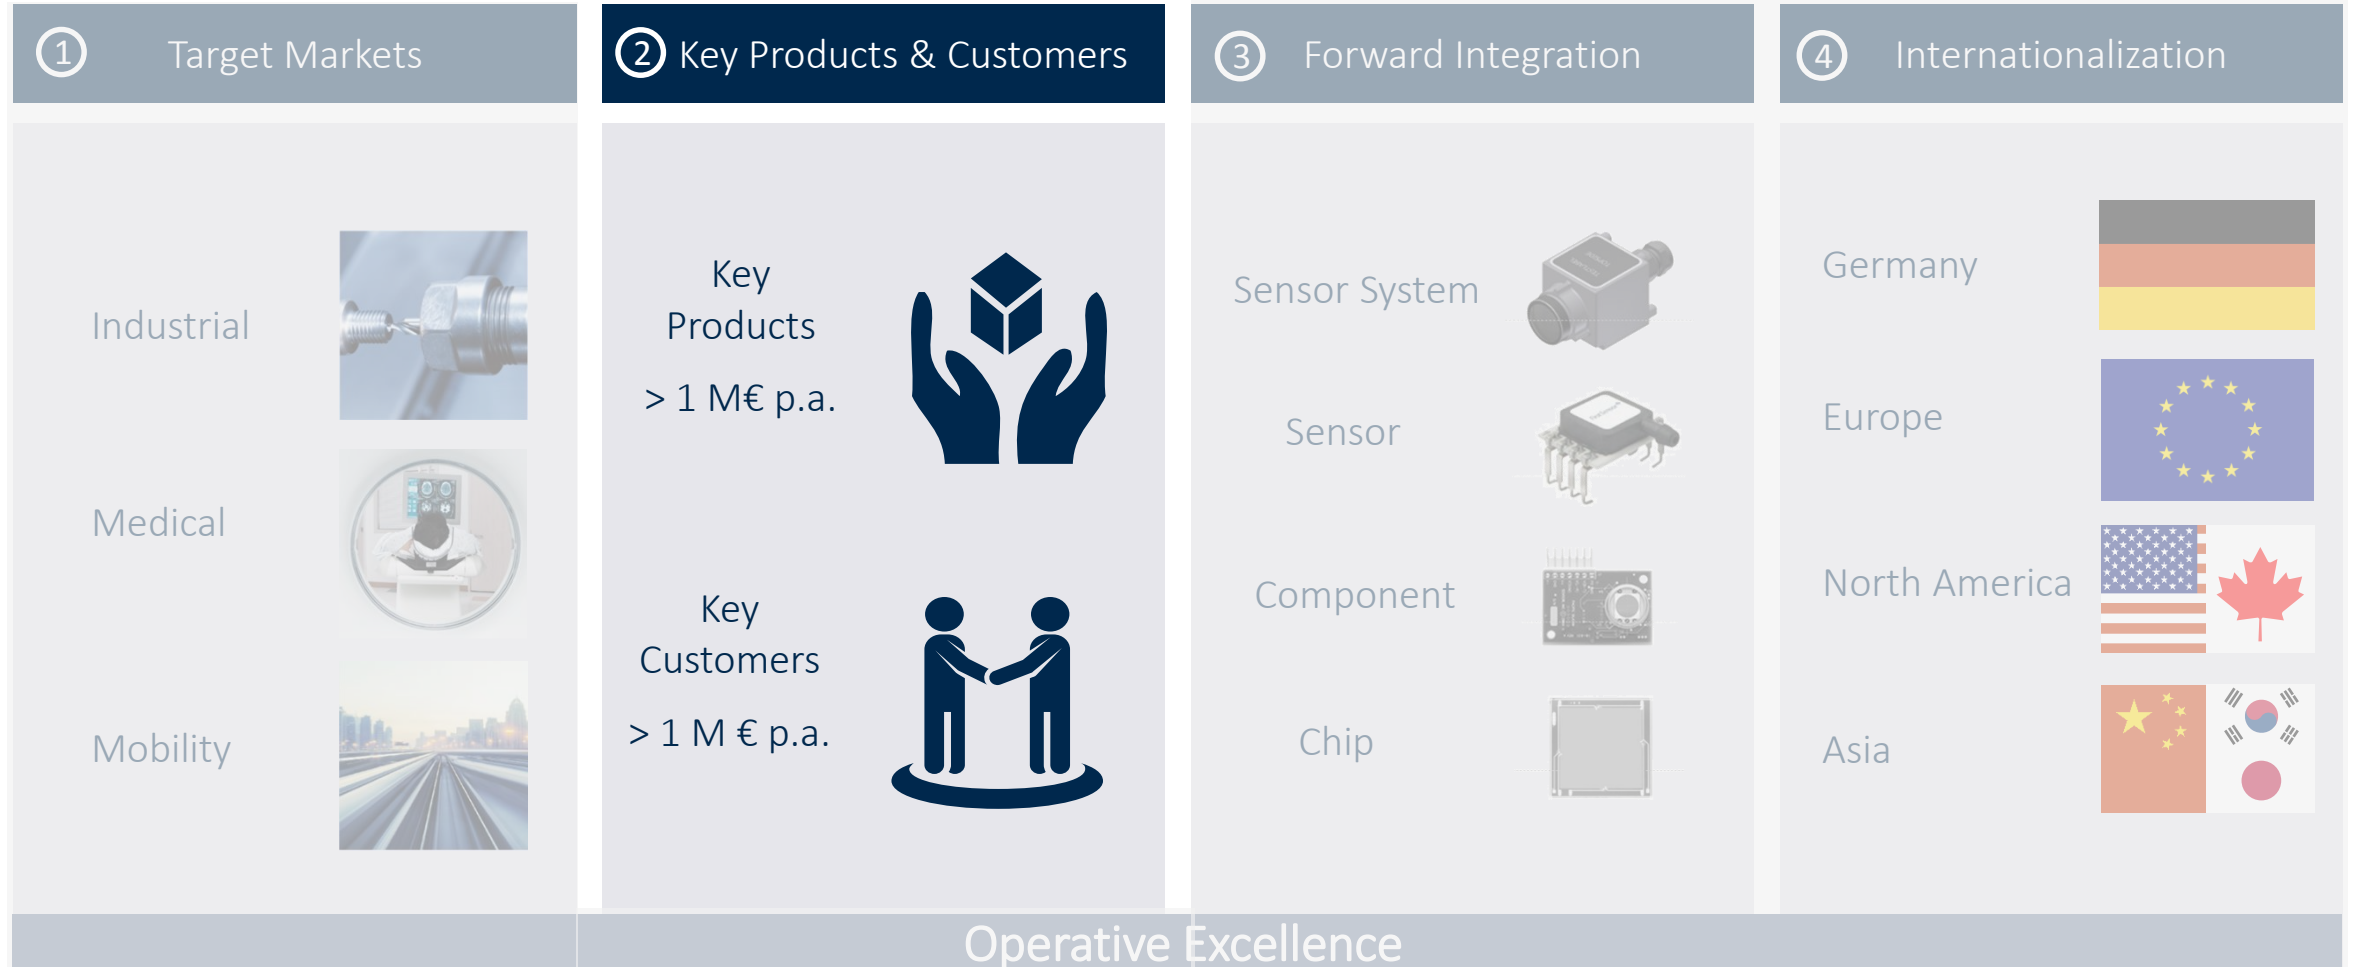 1 Target Markets
Industrial
Medical
Mobility
2 Key Products & Customers
Key
Products
> 1 M€ p.a.
Key
Customers
> 1 M € p.a.
3 Forward Integration
Sensor System
Sensor
Component
Chip
4 Internationalization
Germany
Europe
North America
Asia
Operative Excellence